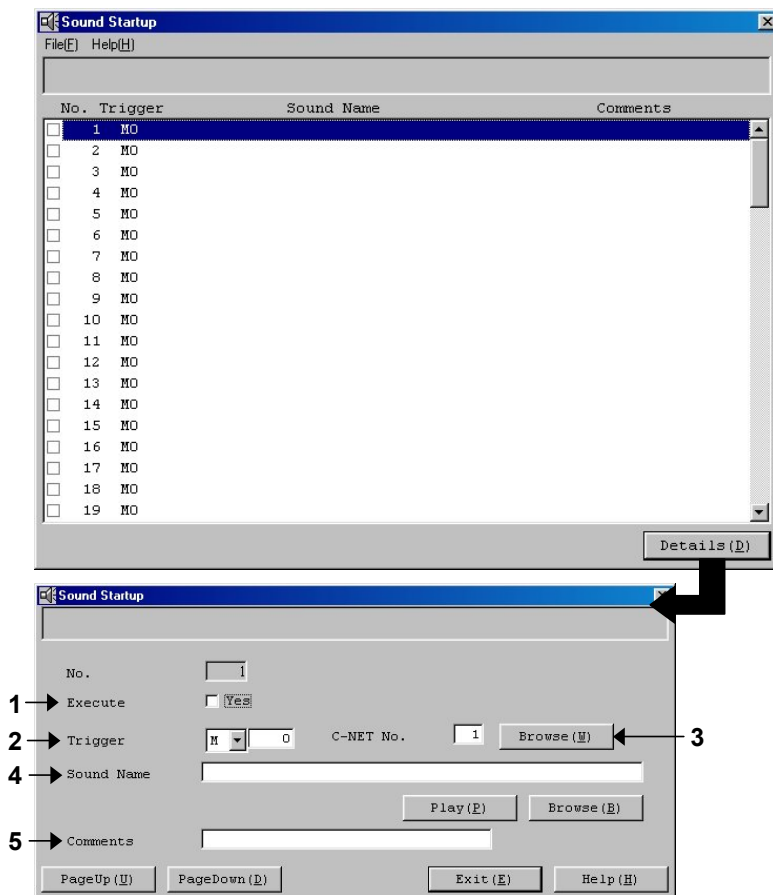 Sound Startup
File(F) Help(H)
No. Trigger Sound Name Comments
1 M0
2 M0
3 M0
4 M0
5 M0
6 M0
7 M0
8 M0
9 M0
10 M0
11 M0
12 M0
13 M0
14 M0
15 M0
16 M0
17 M0
18 M0
19 M0
Details(D)
Sound Startup
No. 1
1 Execute Yes
2 Trigger M 0 C-NET No. 1 Browse(W) 3
4 Sound Name
Play(P) Browse(B)
5 Comments
PageUp(U) PageDown(D) Exit(E) Help(H)